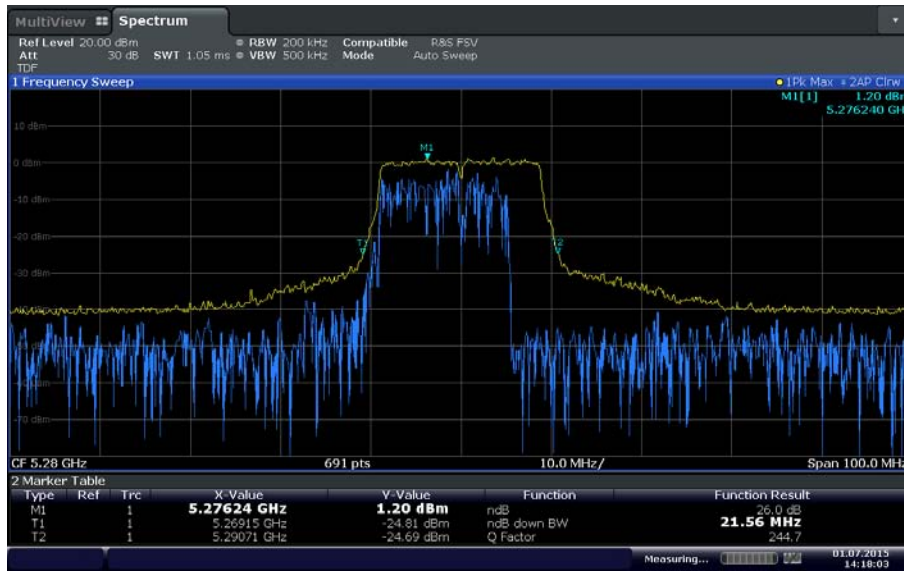 MultiView Spectrum
Ref Level 20.00 dBm RBW 200 kHz Compatible R&S FSV
Att 30 dB SWT 1.05 ms VBW 500 kHz Mode Auto Sweep
TDF
1 Frequency Sweep 1Pk Max 2AP Clrw
M1[1] 1.20 dBr
5.276240 GH
10 dBm
M1
0 dBm
-10 dBm
-20 dBm
T1 T2
-30 dBm
-70 dBm
CF 5.28 GHz 691 pts 10.0 MHz/ Span 100.0 MHz
2 Marker Table
Type Ref Trc X-Value Y-Value Function Function Result
M1 1 5.27624 GHz 1.20 dBm ndB 26.0 dB
T1 1 5.26915 GHz -24.81 dBm ndB down BW 21.56 MHz
T2 1 5.29071 GHz -24.69 dBm Q Factor 244.7
Measuring... 01.07.2015
14:18:03